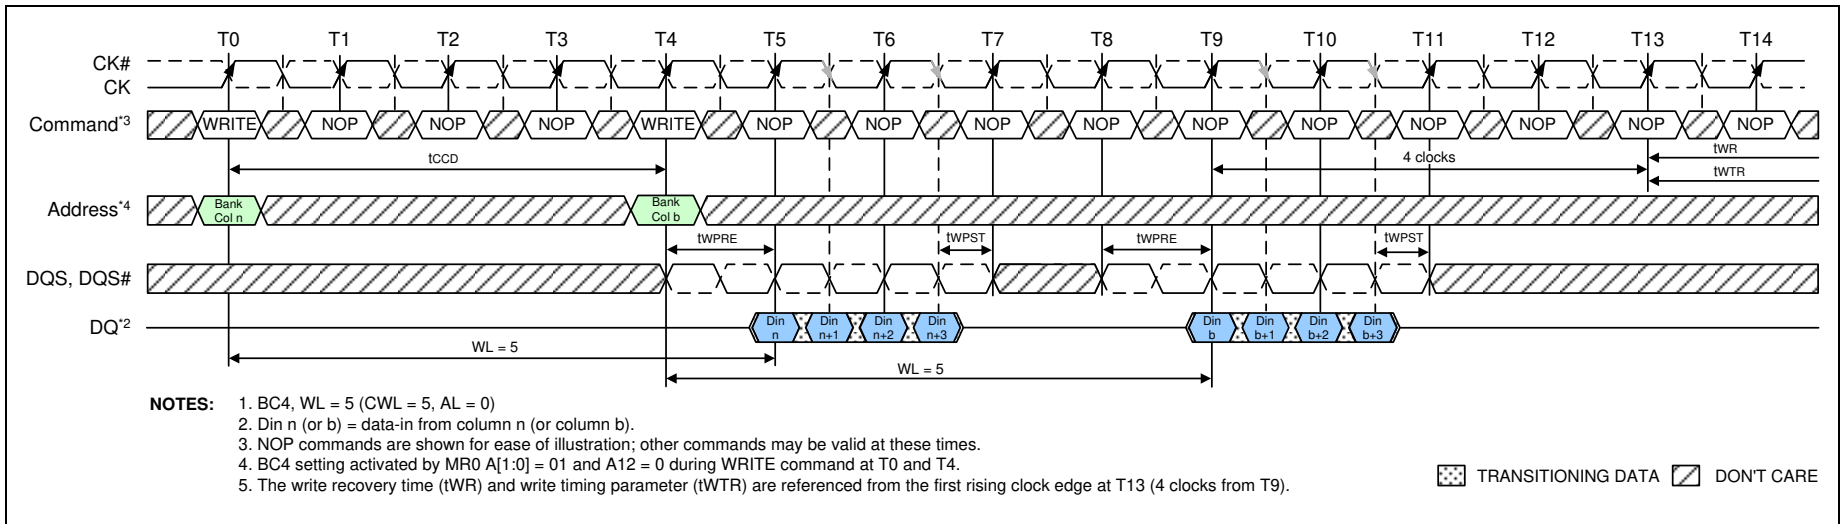 T0 T1 T2 T3 T4 T5 T6 T7 T8 T9 T10 T11 T12 T13 T14
CK#
CK
Command*3 WRITE NOP NOP NOP WRITE NOP NOP NOP NOP NOP NOP NOP NOP NOP NOP
tCCD 4 clocks tWR
tWTR
Address*4 Bank Col n Bank Col b
tWPRE tWPST tWPRE tWPST
DQS, DQS#
DQ*2 Din n Din n+1 Din n+2 Din n+3 Din b Din b+1 Din b+2 Din b+3
WL = 5
WL = 5
NOTES: 1. BC4, WL = 5 (CWL = 5, AL = 0)
2. Din n (or b) = data-in from column n (or column b).
3. NOP commands are shown for ease of illustration; other commands may be valid at these times.
4. BC4 setting activated by MR0 A[1:0] = 01 and A12 = 0 during WRITE command at T0 and T4.
5. The write recovery time (tWR) and write timing parameter (tWTR) are referenced from the first rising clock edge at T13 (4 clocks from T9).
TRANSITIONING DATA DON'T CARE